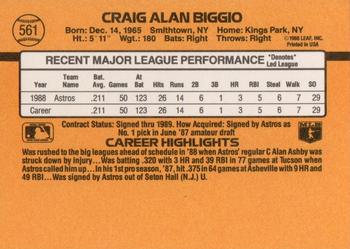 561
CRAIG ALAN BIGGIO
©1988 LEAF, INC.
Printed in USA
Born: Dec. 14, 1965 Smithtown, NY Home: Kings Park, NY
Ht.: 5' 11" Wgt.: 180 Bats: Right Throws: Right
RECENT MAJOR LEAGUE PERFORMANCE *Denotes* Led League
Year Team Name Bat. Avg. G At Bat R H 2B 3B HR RBI Stl Base Walk SO
1988 Astros .211 50 123 26 14 6 1 3 5 6 7 29
Career .211 50 123 26 14 6 1 3 5 6 7 29
Contract Status: Signed thru 1989. How Acquired: Signed by Astros as
No. 1 pick in June '87 amateur draft
CAREER HIGHLIGHTS
Was rushed to the big leagues ahead of schedule in '88 when Astros' regular C Alan Ashby was
struck down by injury...Was batting .320 with 3 HR and 39 RBI in 77 games at Tucson when
Astros called him up...In his 1st pro season, '87, hit .375 in 64 games at Asheville with 9 HR and
49 RBI...Was signed by Astros out of Seton Hall (N.J.) U.